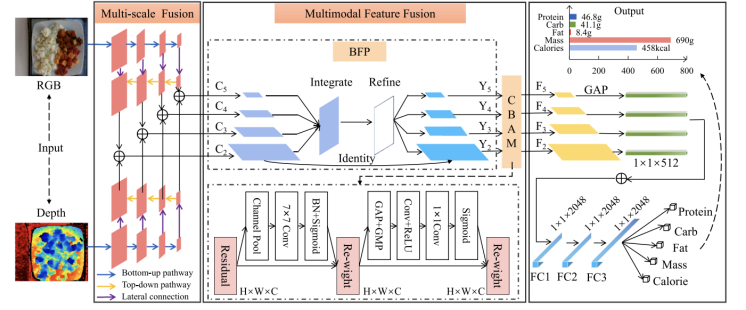 RGB
Input
Depth
Multi-scale Fusion
Bottom-up pathway
Top-down pathway
Lateral connection
Multimodal Feature Fusion
BFP
Integrate
Refine
C5
C4
C3
C2
Identity
Y5
Y4
Y3
Y2
CBAM
F5
F4
F3
F2
Residual
Channel Pool
7×7 Conv
BN+Sigmoid
Re-wight
GAP+GMP
Conv+ReLU
1×1Conv
Sigmoid
Re-wight
H×W×C
H×W×C
H×W×C
Output
Protein 46.8g
Carb 41.1g
Fat 8.4g
Mass 690g
Calories 458kcal
0 200 400 600 800
GAP
1×1×512
1×1×2048
1×1×2048
1×1×2048
FC1 FC2 FC3
Protein
Carb
Fat
Mass
Calorie